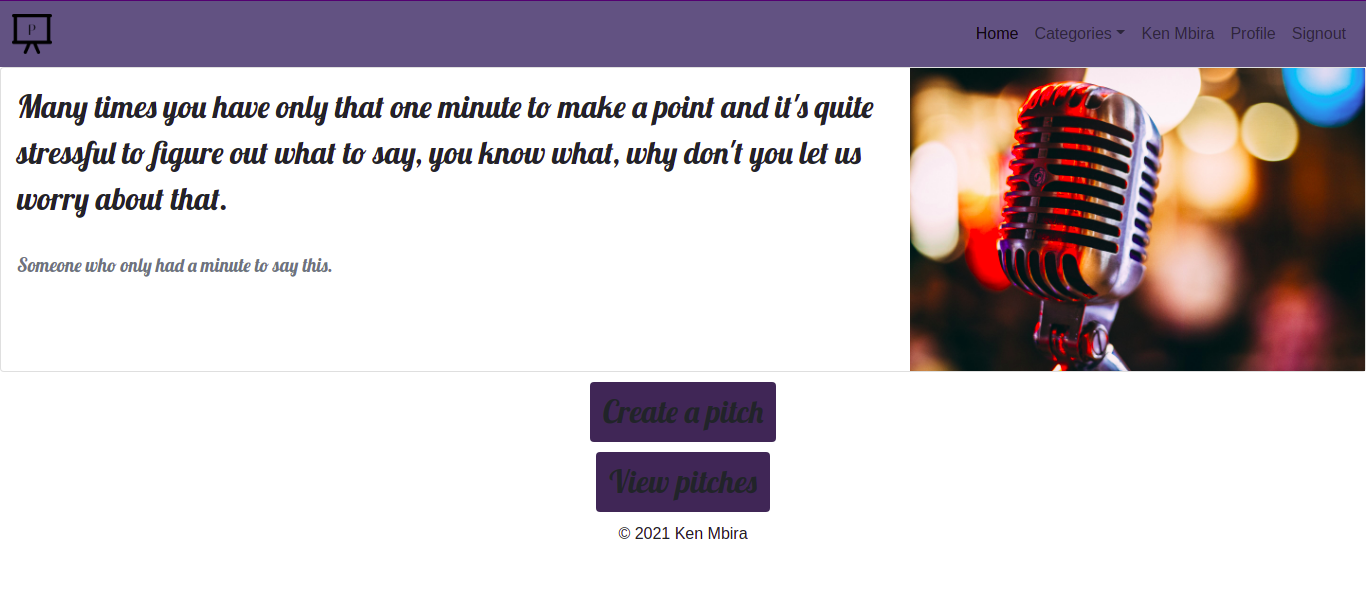 P
Home Categories Ken Mbira Profile Signout
Many times you have only that one minute to make a point and it's quite
stressful to figure out what to say, you know what, why don't you let us
worry about that.
Someone who only had a minute to say this.
Create a pitch
View pitches
© 2021 Ken Mbira